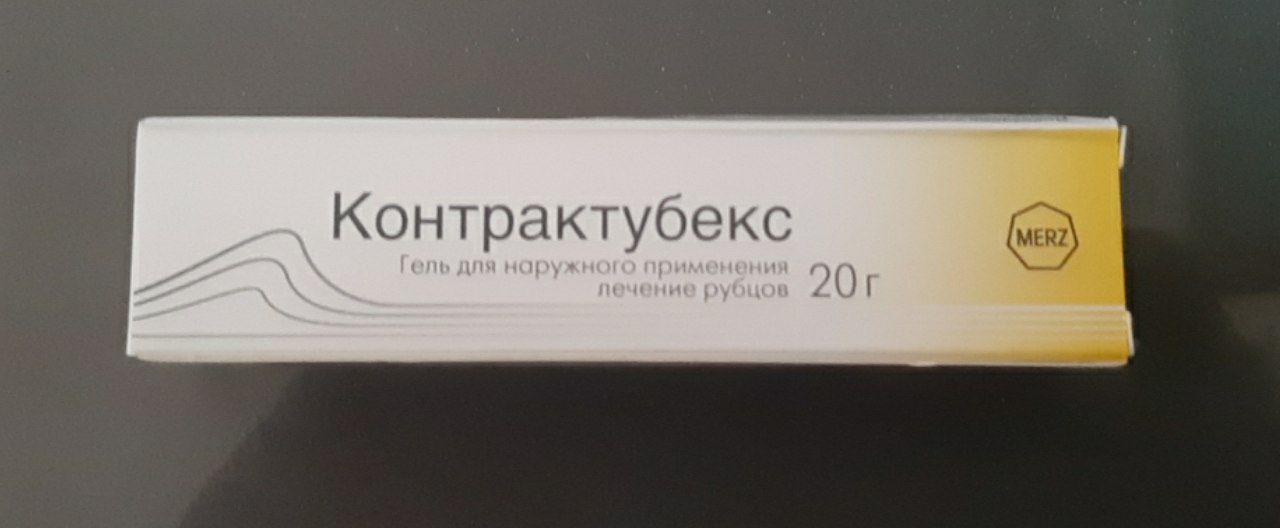 Контрактубекс
Гель для наружного применения
лечение рубцов
20 г
MERZ